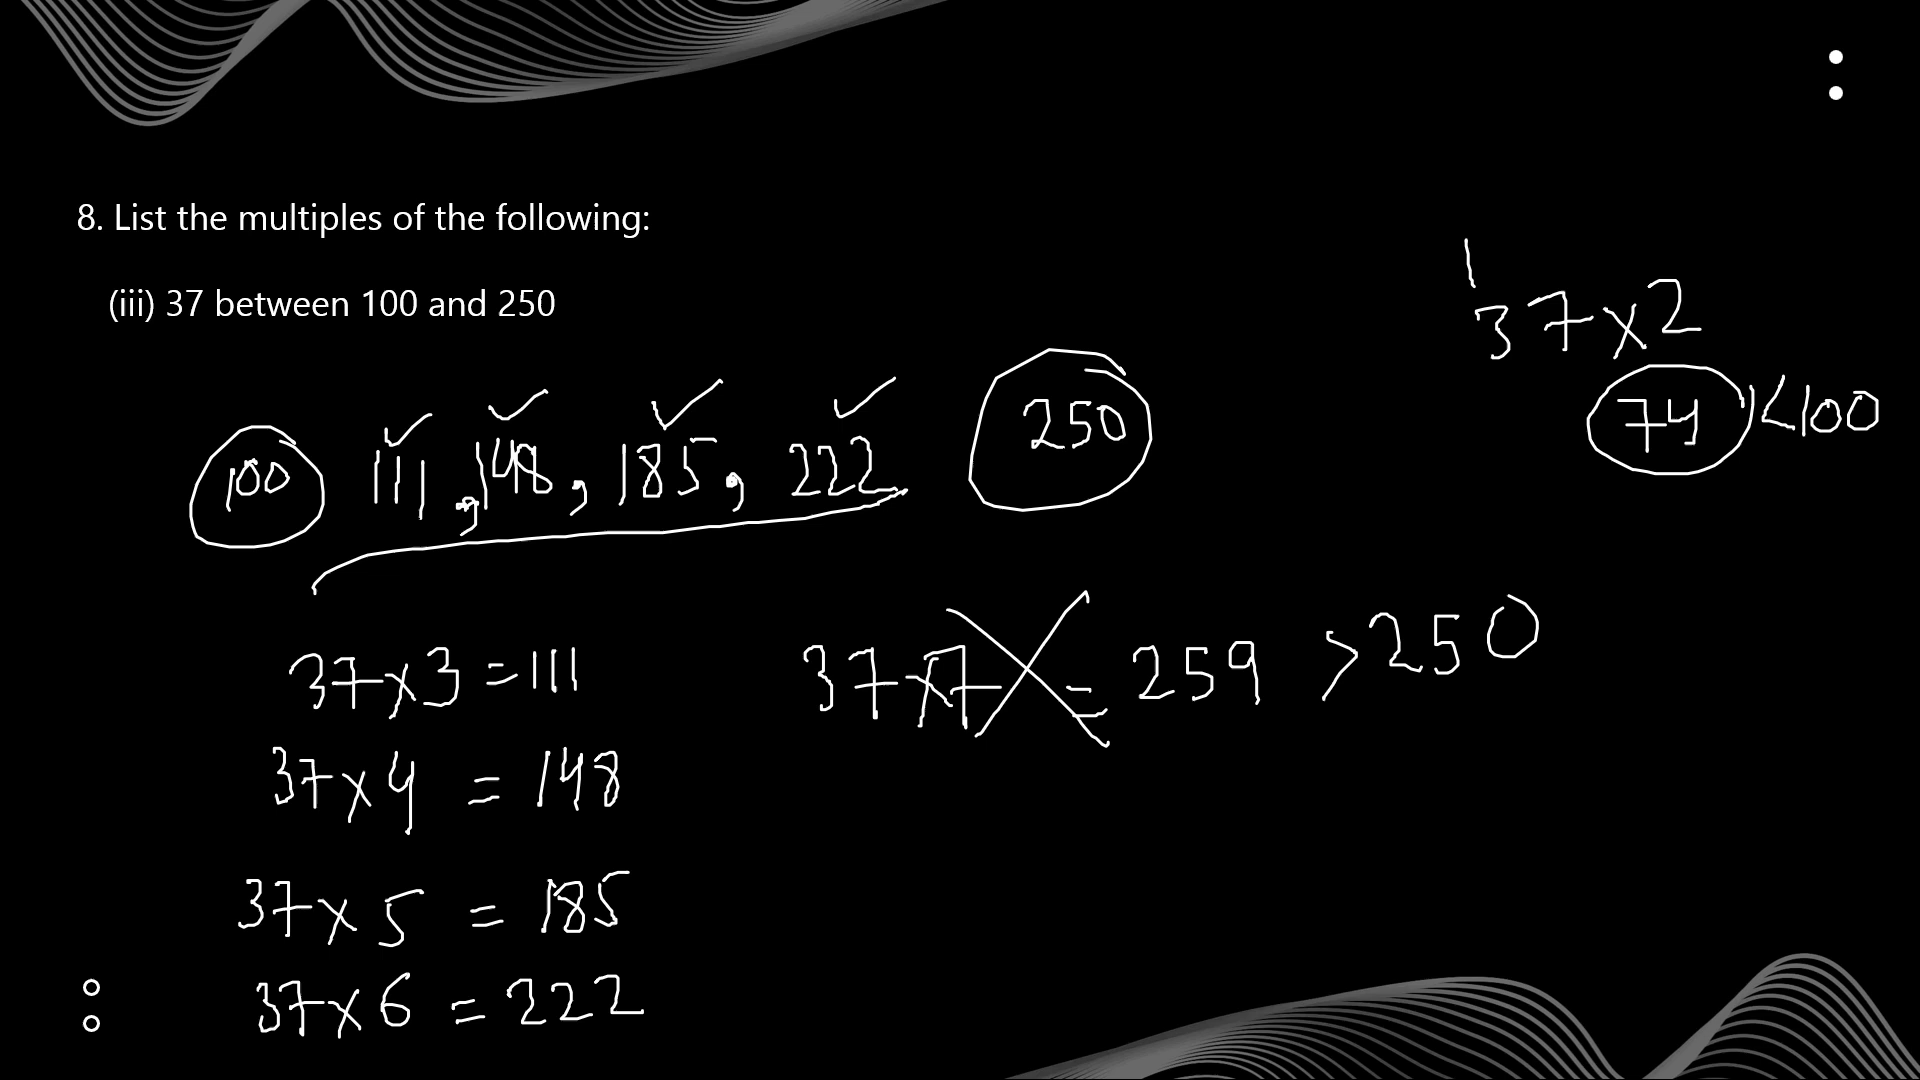 8. List the multiples of the following:
(iii) 37 between 100 and 250
1
37x2
74 <100
100 111, 148, 185, 222 250
37x3 = 111
37x7 = 259 > 250
37x4 = 148
37x5 = 185
37x6 = 222